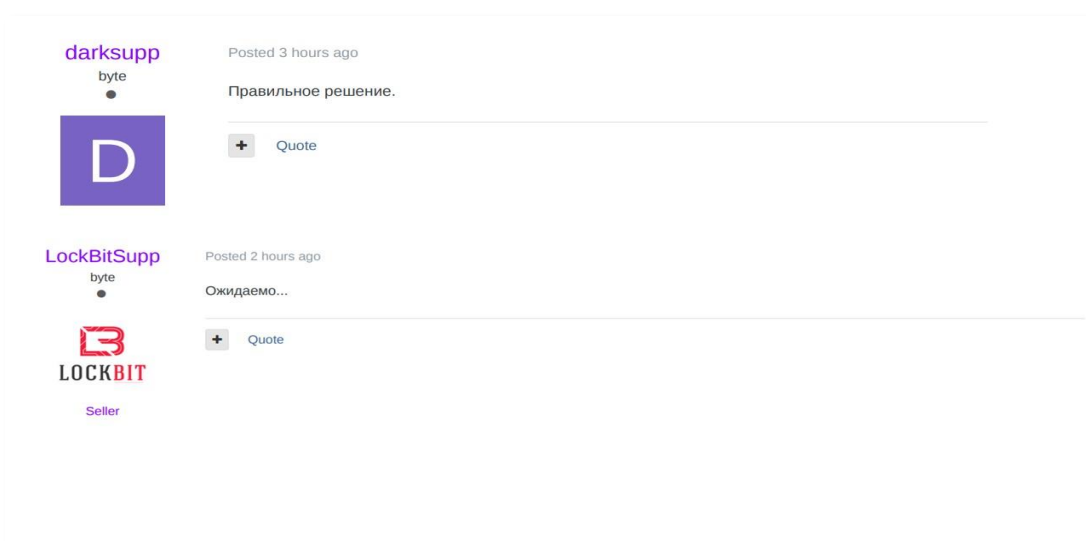 darksupp
byte
Posted 3 hours ago
Правильное решение.
D
+ Quote
LockBitSupp
byte
Posted 2 hours ago
Ожидаемо...
+ Quote
LOCKBIT
Seller